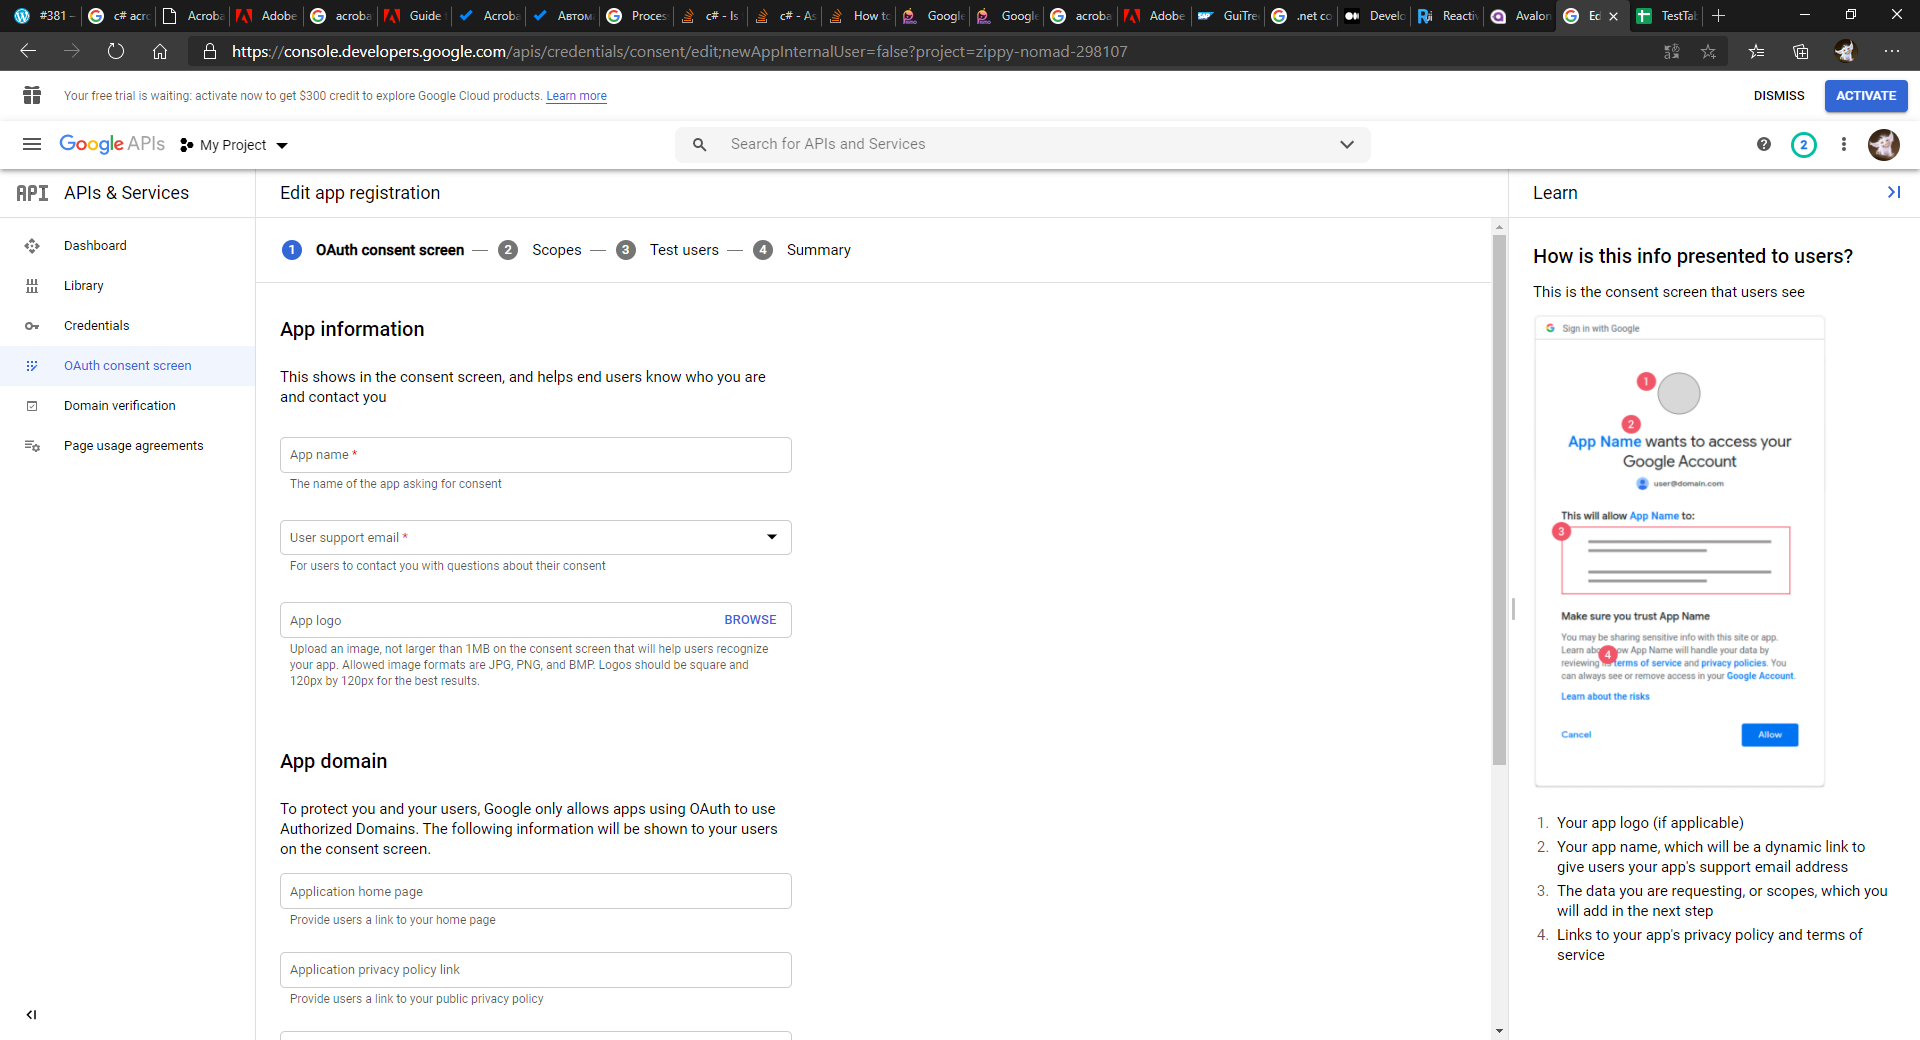 #381 –
c# acro
Acroba
Adobe
acroba
Guide
Acroba
Автом
Proces
c# - Is
c# - As
How to
Google
Google
acroba
Adobe
GuiTre
.net co
Develo
Reactiv
Avalon
Ed
TestTab
https://console.developers.google.com/apis/credentials/consent/edit;newAppInternalUser=false?project=zippy-nomad-298107
Your free trial is waiting: activate now to get $300 credit to explore Google Cloud products. Learn more
DISMISS
ACTIVATE
Google APIs
My Project
Search for APIs and Services
2
API APIs & Services
Dashboard
Library
Credentials
OAuth consent screen
Domain verification
Page usage agreements
Edit app registration
1 OAuth consent screen — 2 Scopes — 3 Test users — 4 Summary
App information
This shows in the consent screen, and helps end users know who you are
and contact you
App name *
The name of the app asking for consent
User support email *
For users to contact you with questions about their consent
App logo
BROWSE
Upload an image, not larger than 1MB on the consent screen that will help users recognize
your app. Allowed image formats are JPG, PNG, and BMP. Logos should be square and
120px by 120px for the best results.
App domain
To protect you and your users, Google only allows apps using OAuth to use
Authorized Domains. The following information will be shown to your users
on the consent screen.
Application home page
Provide users a link to your home page
Application privacy policy link
Provide users a link to your public privacy policy
Learn
How is this info presented to users?
This is the consent screen that users see
Sign in with Google
1
2
App Name wants to access your
Google Account
user@domain.com
This will allow App Name to:
3
Make sure you trust App Name
You may be sharing sensitive info with this site or app.
Learn ow App Name will handle your data by
4
reviewing terms of service and privacy policies. You
can always see or remove access in your Google Account.
Learn about the risks
Cancel
Allow
1. Your app logo (if applicable)
2. Your app name, which will be a dynamic link to
give users your app's support email address
3. The data you are requesting, or scopes, which you
will add in the next step
4. Links to your app's privacy policy and terms of
service